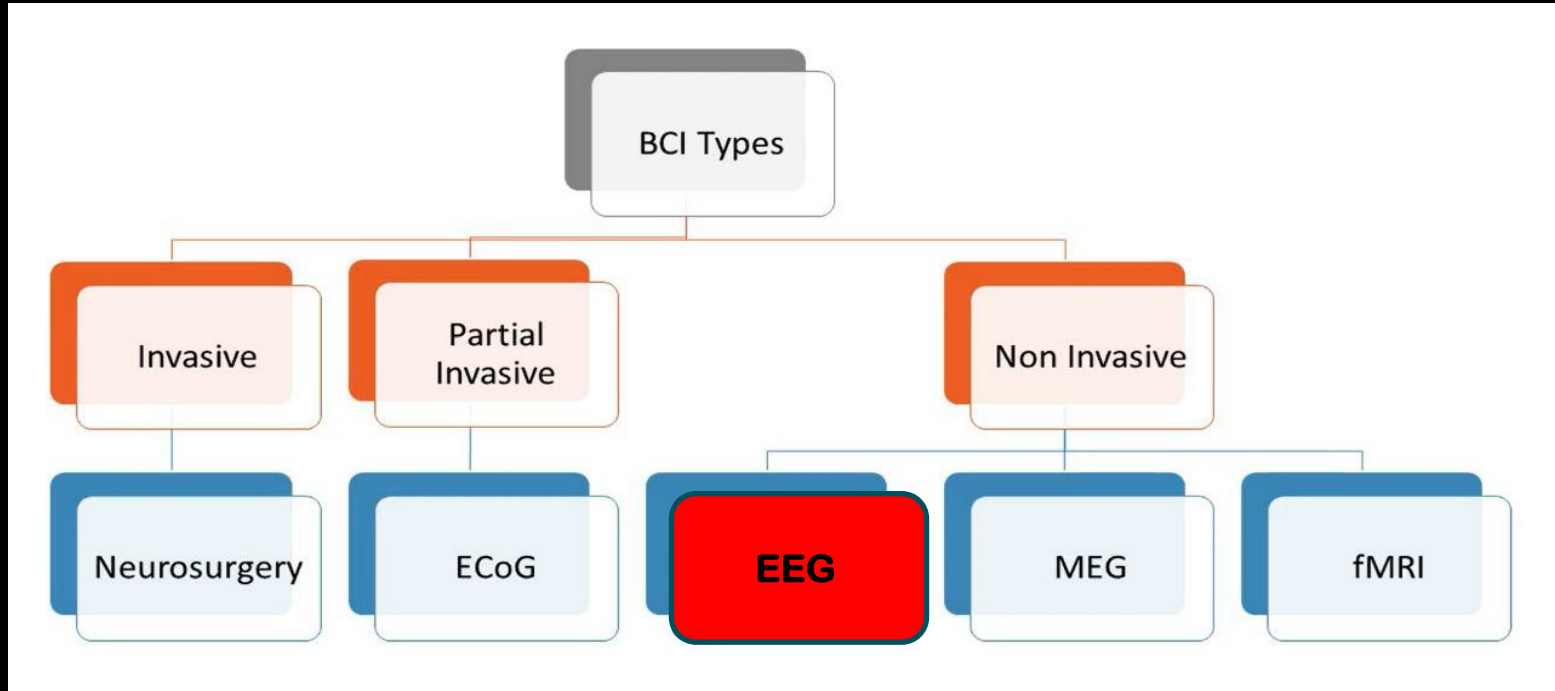 BCI Types
Invasive
Partial
Invasive
Non Invasive
Neurosurgery
ECoG
EEG
MEG
fMRI